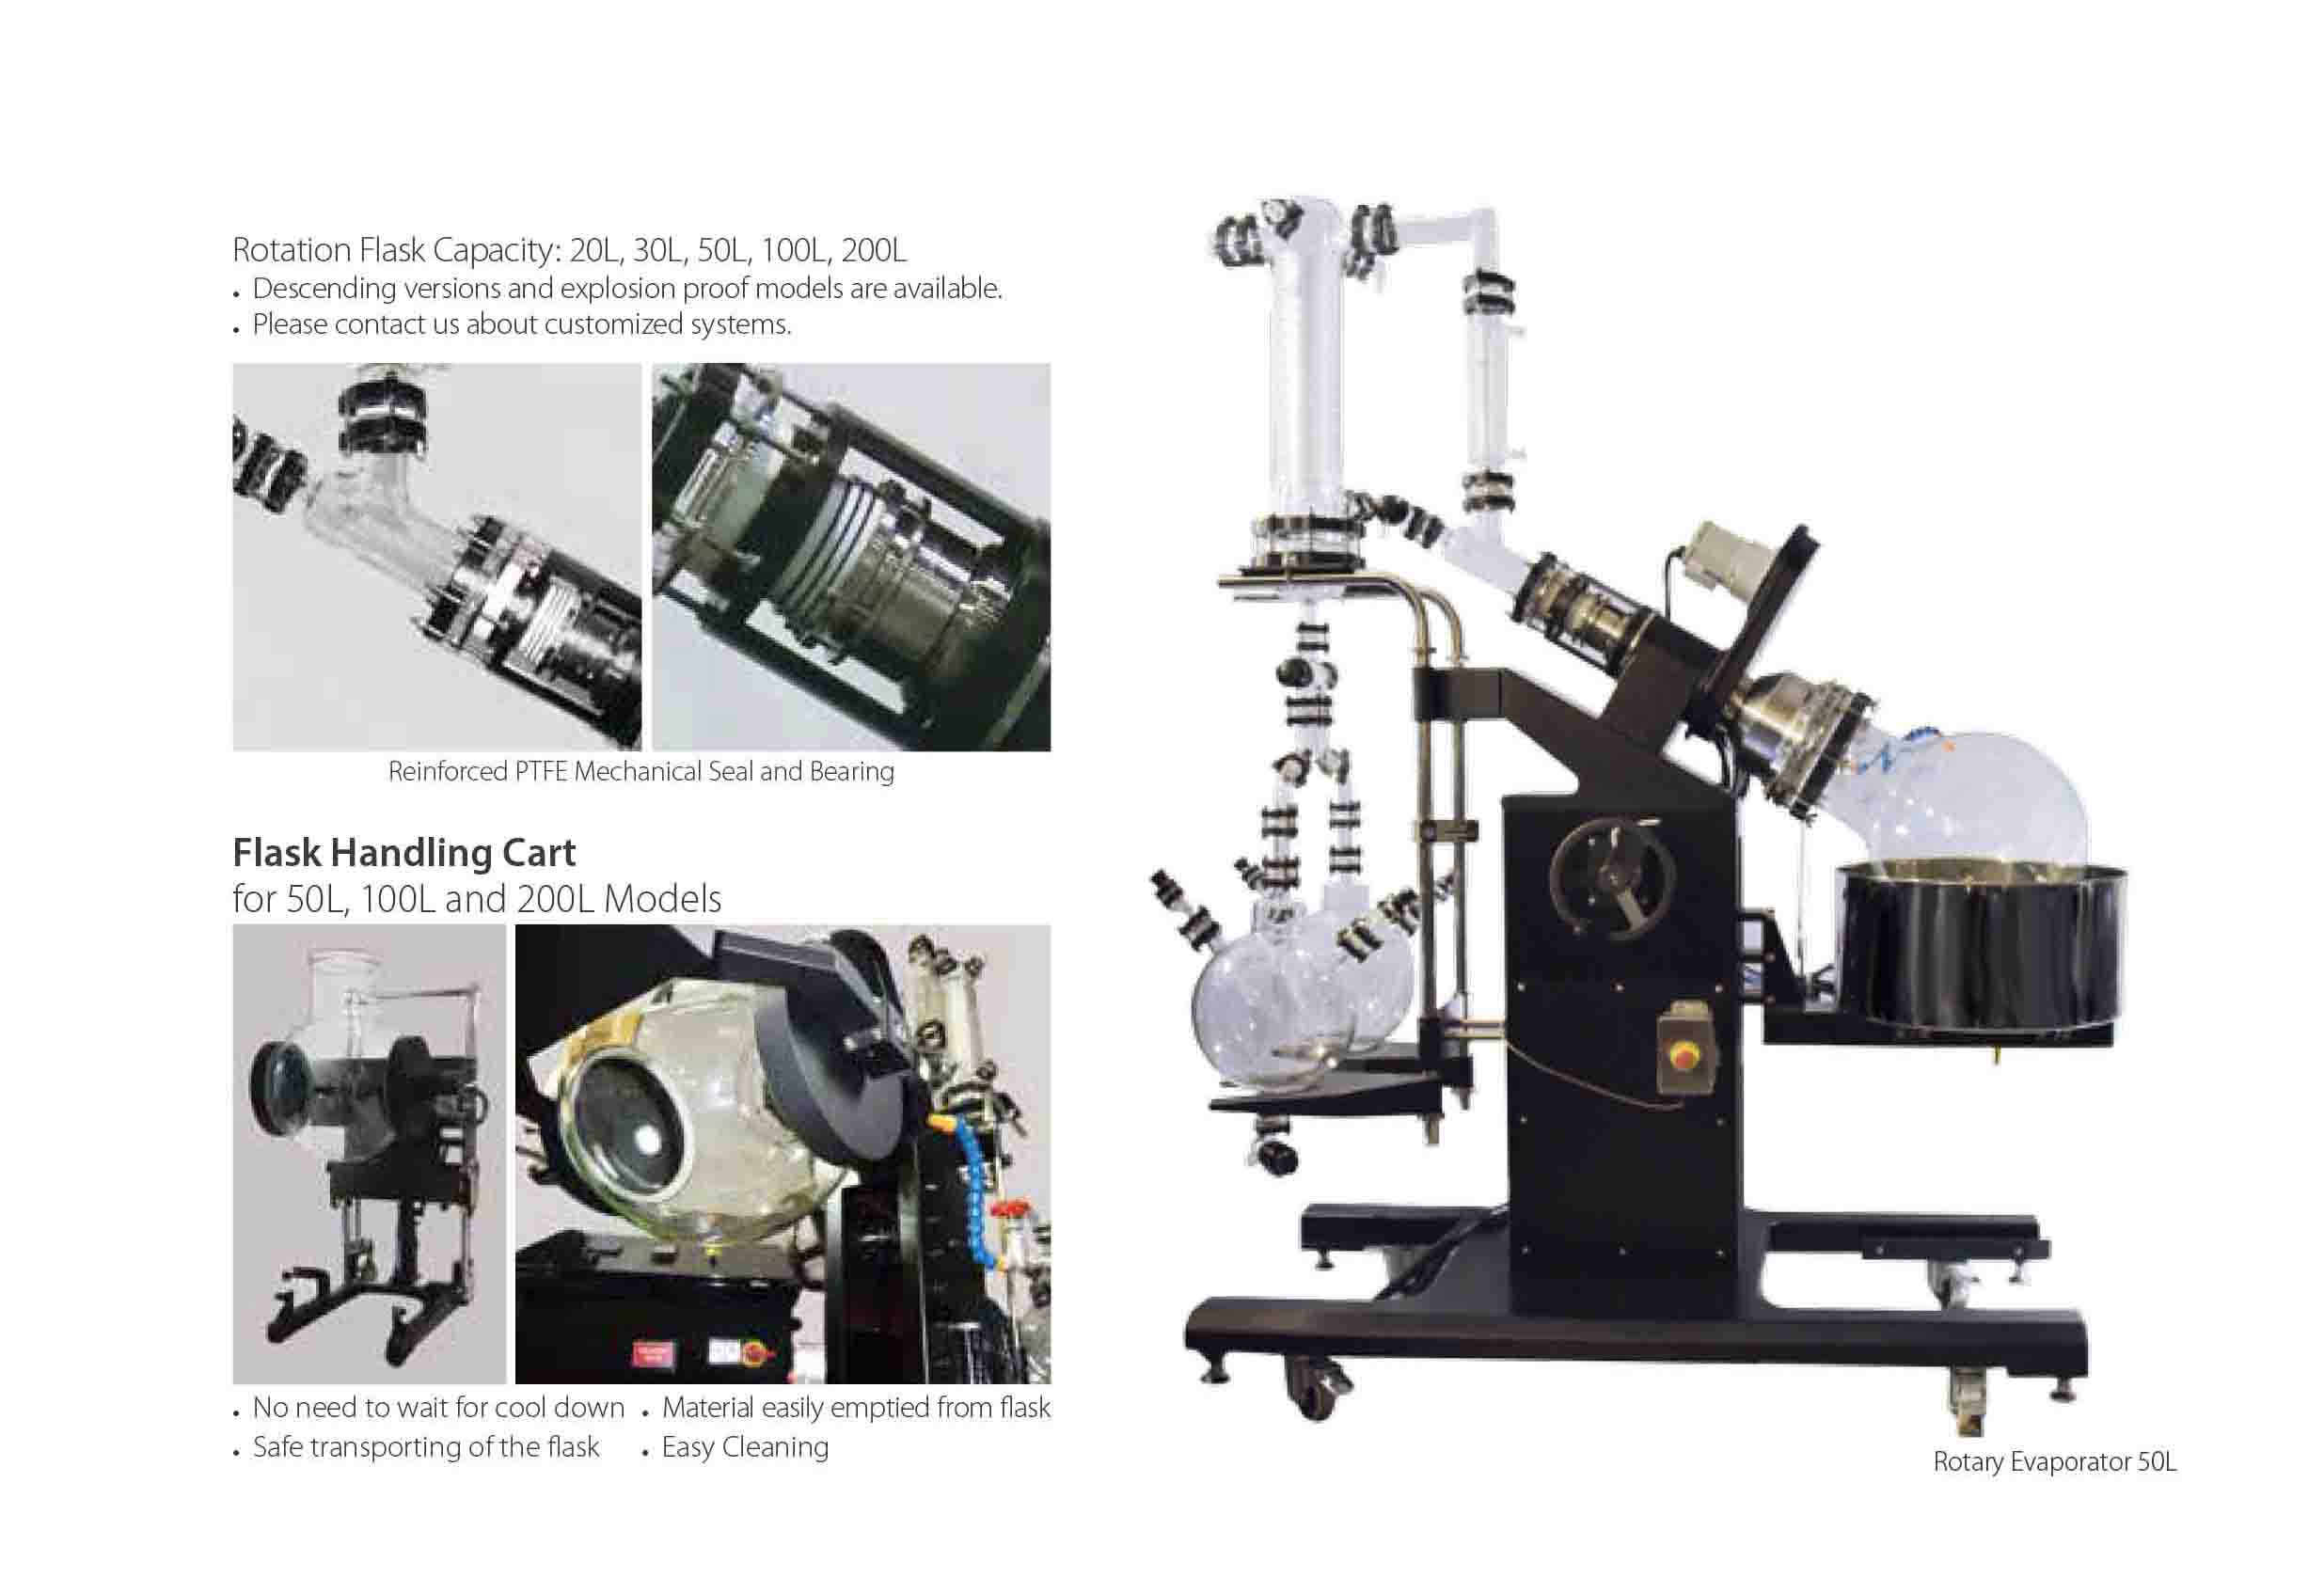 Rotation Flask Capacity: 20L, 30L, 50L, 100L, 200L
• Descending versions and explosion proof models are available.
• Please contact us about customized systems.
Reinforced PTFE Mechanical Seal and Bearing
Flask Handling Cart
for 50L, 100L and 200L Models
• No need to wait for cool down
• Material easily emptied from flask
• Safe transporting of the flask
• Easy Cleaning
Rotary Evaporator 50L